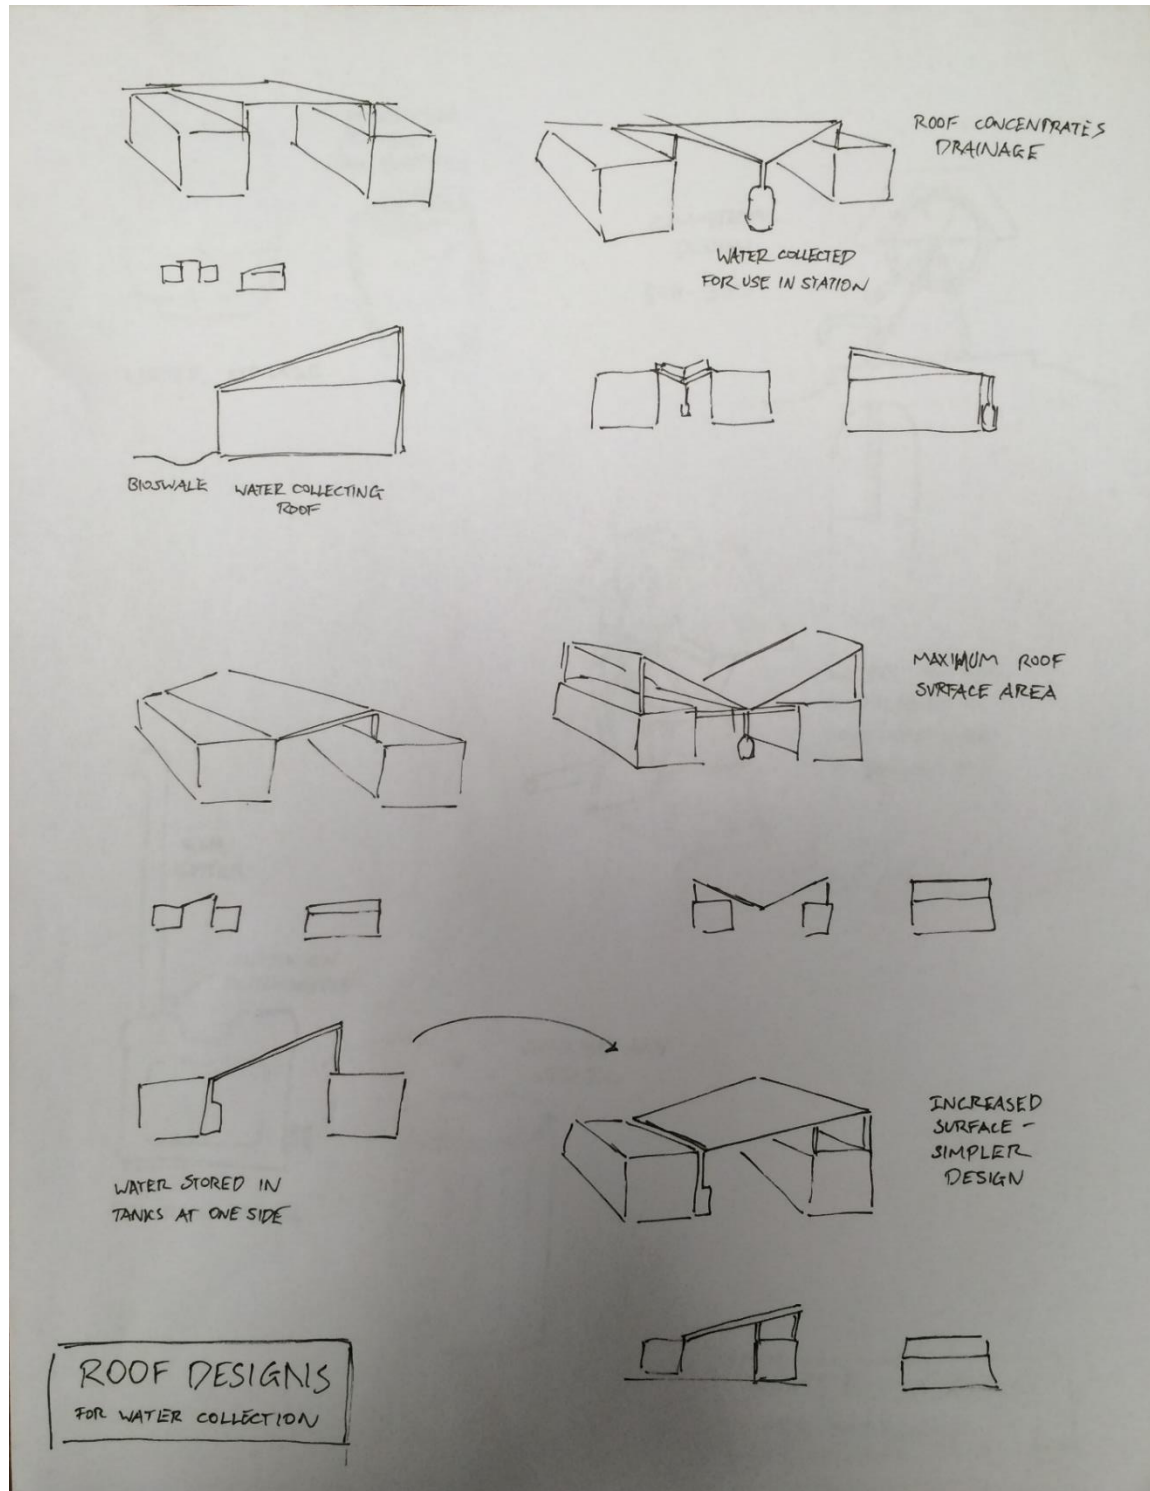 ROOF CONCENTRATES
DRAINAGE
WATER COLLECTED
FOR USE IN STATION
BIOSWALE
WATER COLLECTING
ROOF
MAXIMUM ROOF
SURFACE AREA
WATER STORED IN
TANKS AT ONE SIDE
INCREASED
SURFACE -
SIMPLER
DESIGN
ROOF DESIGNS
FOR WATER COLLECTION